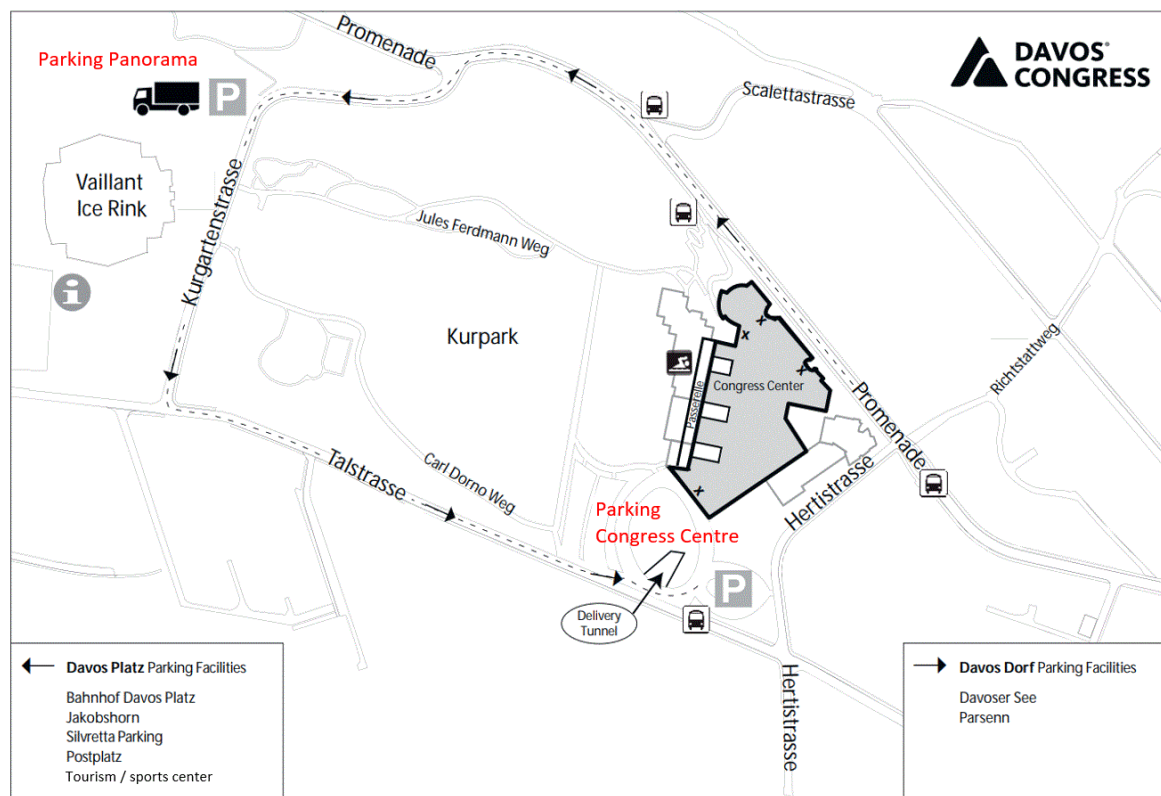 Promenade
DAVOS®
CONGRESS
Parking Panorama
P
Scalettastrasse
Vaillant
Ice Rink
Kurgartenstrasse
Jules Ferdmann Weg
i
Kurpark
x
x
x
Congress Center
Passerelle
Richtstattweg
Promenade
Talstrasse
Carl Dorno Weg
x
Hertistrasse
Parking
Congress Centre
P
Delivery
Tunnel
Hertistrasse
Davos Platz Parking Facilities
Bahnhof Davos Platz
Jakobshorn
Silvretta Parking
Postplatz
Tourism / sports center
Davos Dorf Parking Facilities
Davoser See
Parsenn